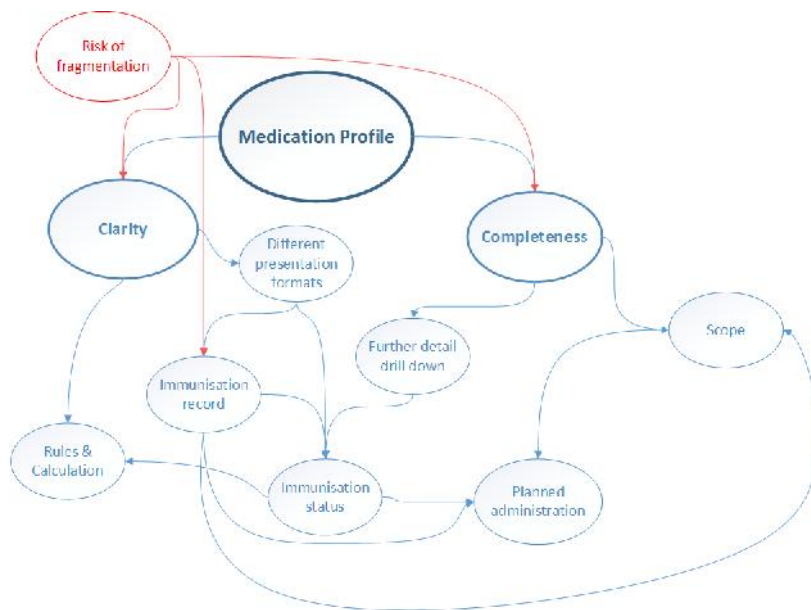 Risk of
fragmentation
Medication Profile
Clarity
Different
presentation
formats
Completeness
Scope
Further detail
drill down
Immunisation
record
Rules &
Calculation
Immunisation
status
Planned
administration